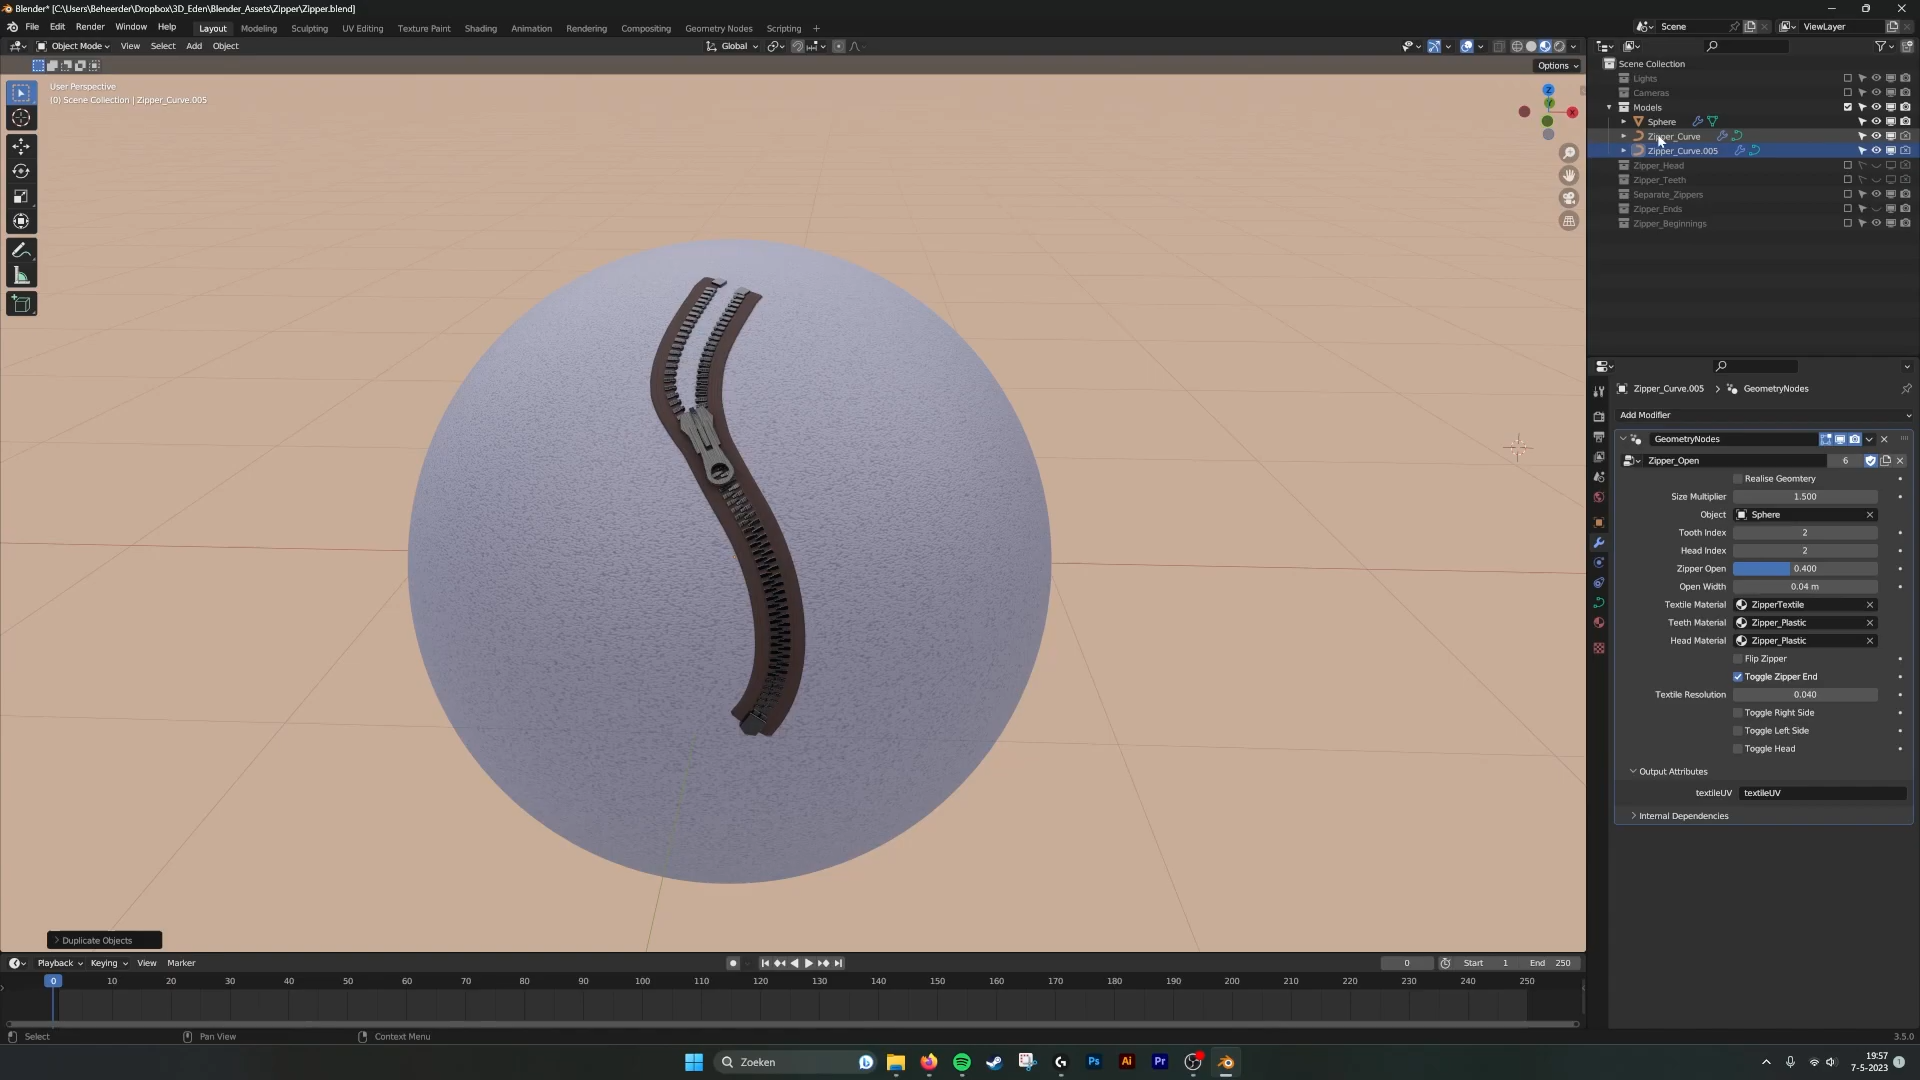 Blender* [C:\Users\Beheerder\Dropbox\3D_Eden\Blender_Assets\Zipper\Zipper.blend]
File Edit Render Window Help Layout Modeling Sculpting UV Editing Texture Paint Shading Animation Rendering Compositing Geometry Nodes Scripting + Scene ViewLayer
Object Mode View Select Add Object Global
Options
User Perspective
(0) Scene Collection | Zipper_Curve.005
Z
Y
X
Scene Collection
Lights
Cameras
Models
Sphere
Zipper_Curve
Zipper_Curve.005
Zipper_Head
Zipper_Teeth
Separate_Zippers
Zipper_Ends
Zipper_Beginnings
Zipper_Curve.005 > GeometryNodes
Add Modifier
GeometryNodes
Zipper_Open 6
Realise Geomtery
Size Multiplier 1.500
Object Sphere
Tooth Index 2
Head Index 2
Zipper Open 0.400
Open Width 0.04 m
Textile Material ZipperTextile
Teeth Material Zipper_Plastic
Head Material Zipper_Plastic
Flip Zipper
Toggle Zipper End
Textile Resolution 0.040
Toggle Right Side
Toggle Left Side
Toggle Head
Output Attributes
textileUV textileUV
Internal Dependencies
Duplicate Objects
Playback Keying View Marker 0 Start 1 End 250
0 10 20 30 40 50 60 70 80 90 100 110 120 130 140 150 160 170 180 190 200 210 220 230 240 250
Select Pan View Context Menu 3.5.0
Zoeken Ps Ai Pr 19:57
7-5-2023 1